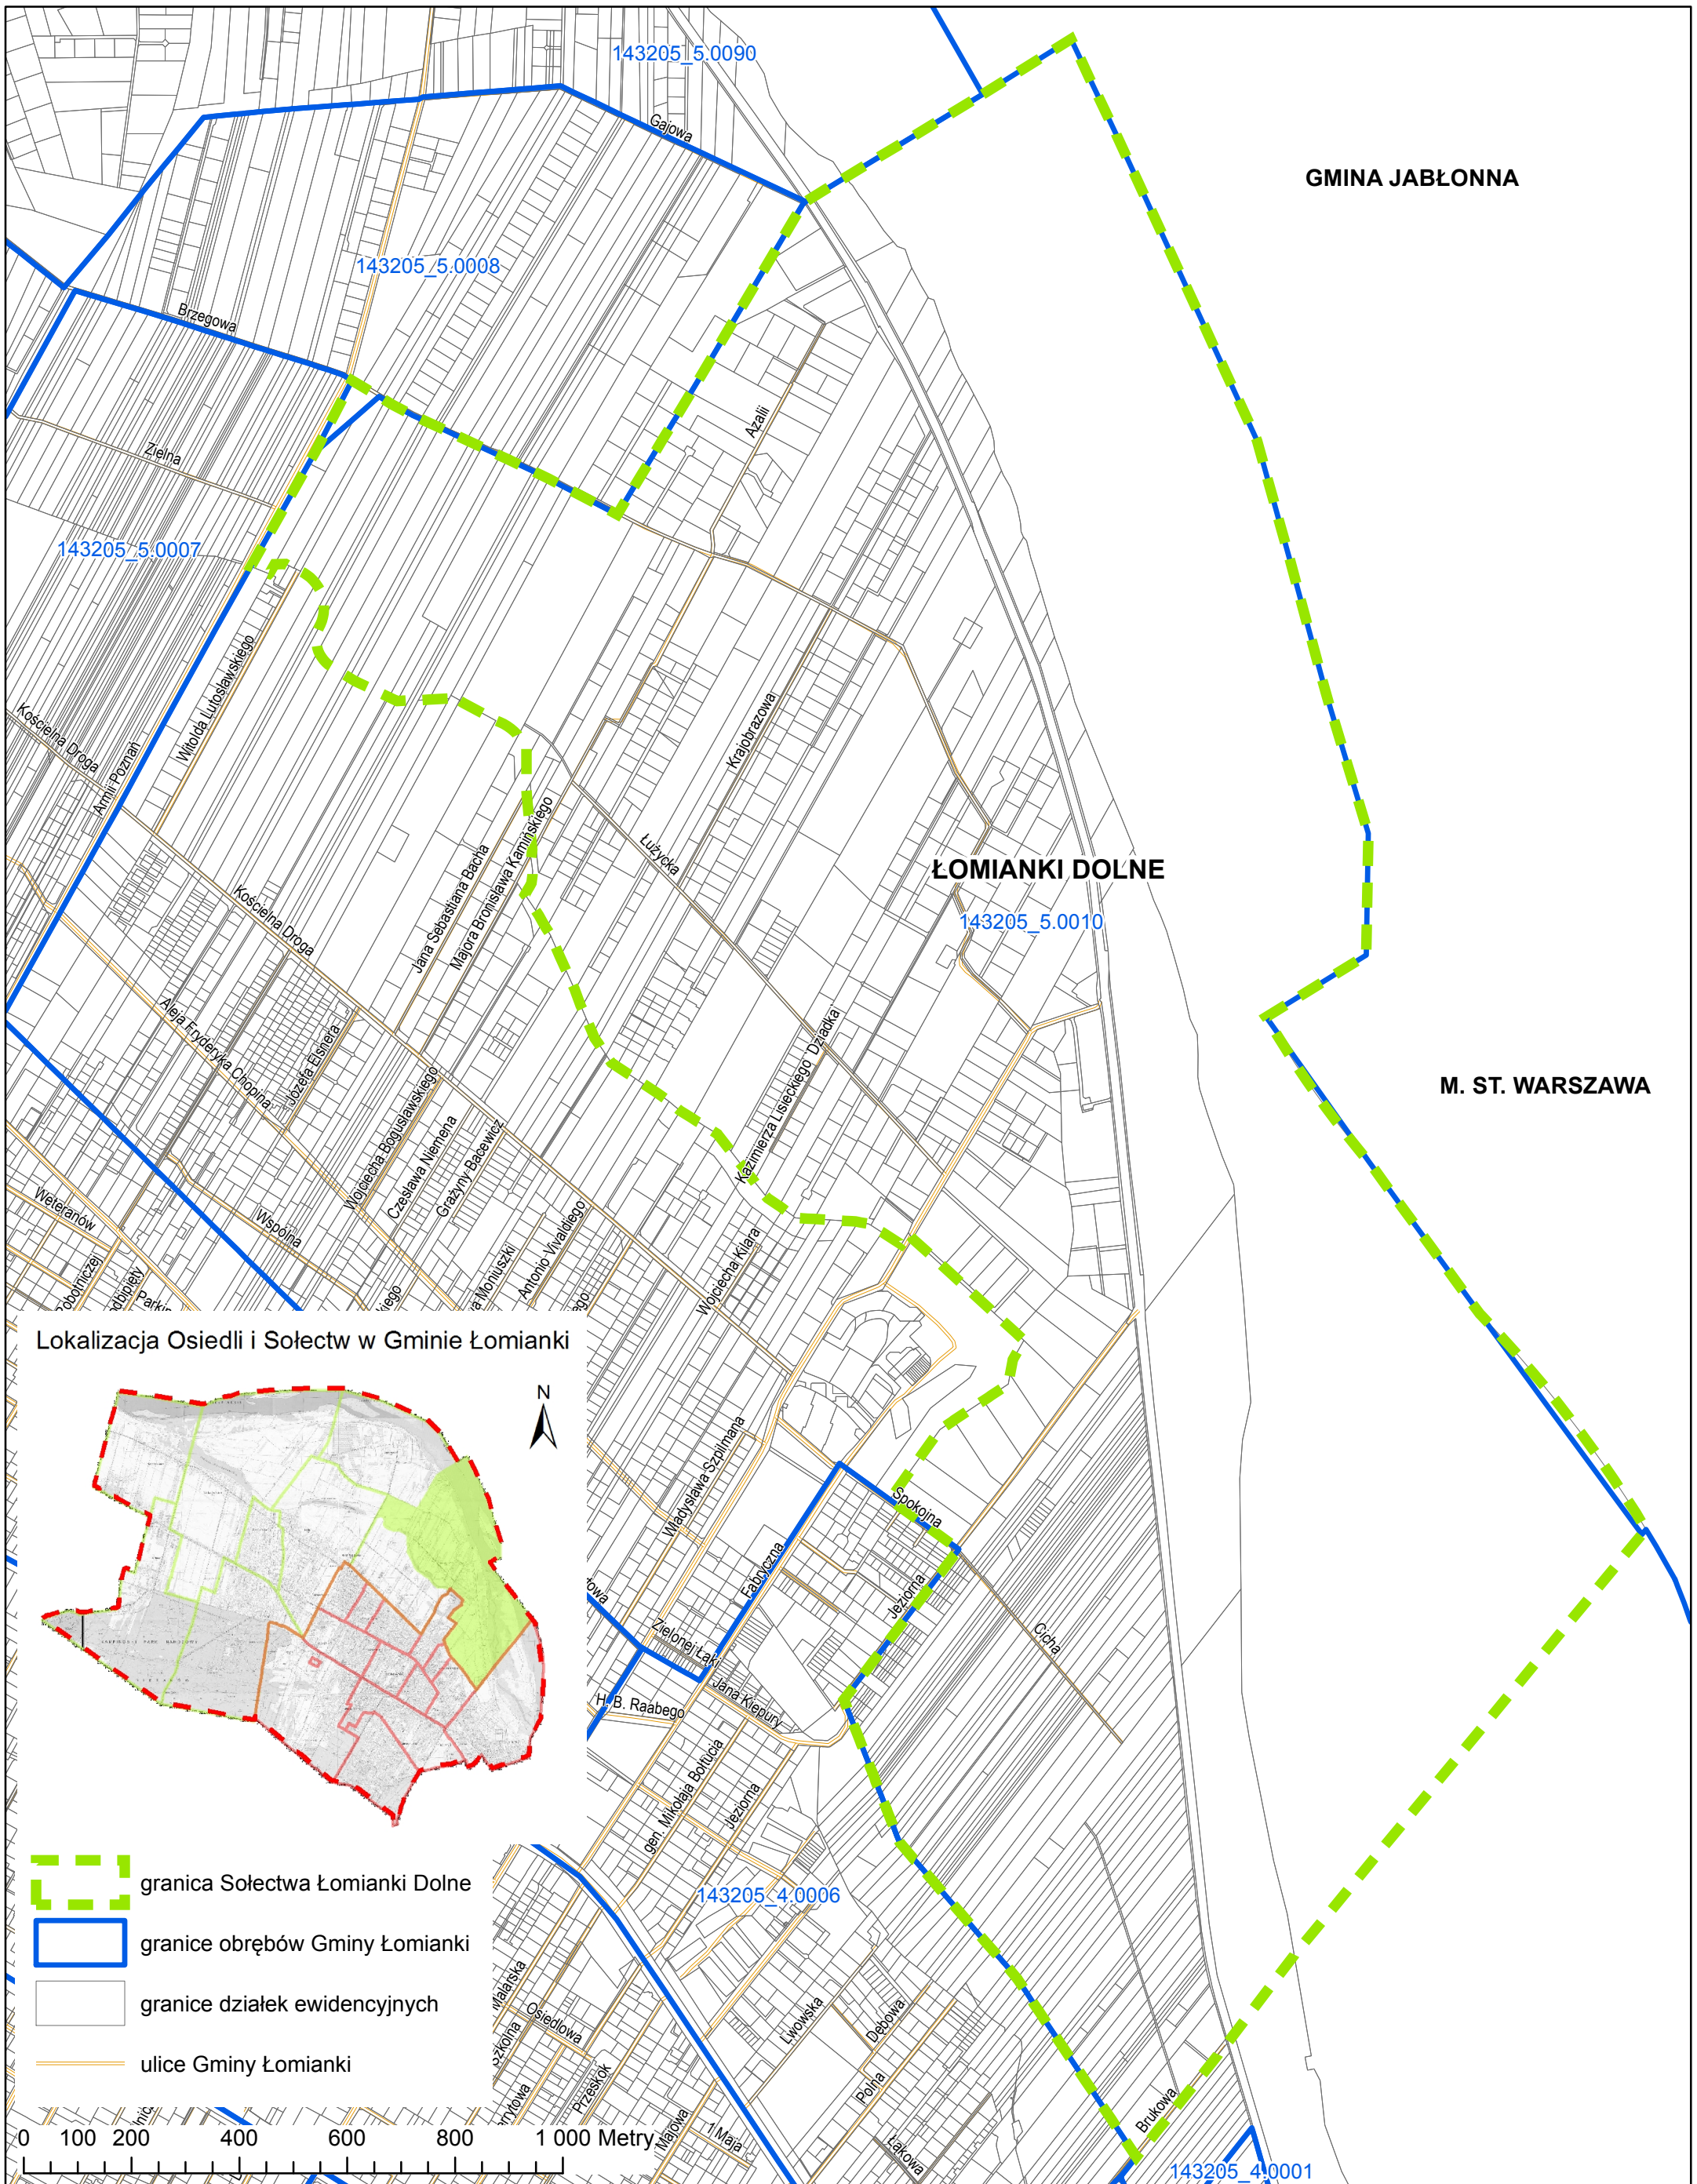 143205_5.0090
Gajowa
GMINA JABŁONNA
143205_5.0008
Brzegowa
Azalii
Zielna
143205_5.0007
Witolda Lutosławskiego
Kościelna Droga
Armii Poznań
Krajobrazowa
Łużycka
Jana Sebastiana Bacha
Majora Bronisława Kamińskiego
ŁOMIANKI DOLNE
143205_5.0010
Kościelna Droga
Aleja Fryderyka Chopina
Józefa Elsnera
Kazimierza Lisieckiego 'Dziadka'
M. ST. WARSZAWA
Wojciecha Bogusławskiego
Czesława Niemena
Grażyny Bacewicz
Weteranów
Wspólna
Antonio Vivaldiego
Wojciecha Kilara
Lokalizacja Osiedli i Sołectw w Gminie Łomianki
N
Władysława Szpilmana
Spokojna
Fabryczna
Jeziorna
Cicha
Zielonej Łąki
Jana Kiepury
H. B. Raabego
gen. Mikołaja Bołtucia
Jeziorna
granica Sołectwa Łomianki Dolne
143205_4.0006
granice obrębów Gminy Łomianki
granice działek ewidencyjnych
Malarska
Osiedlowa
Szkolna
Lwowska
Dębowa
ulice Gminy Łomianki
Przeskok
Polna
Brukowa
Majowa
1 Maja
Łąkowa
0 100 200 400 600 800 1 000 Metry
143205_4.0001